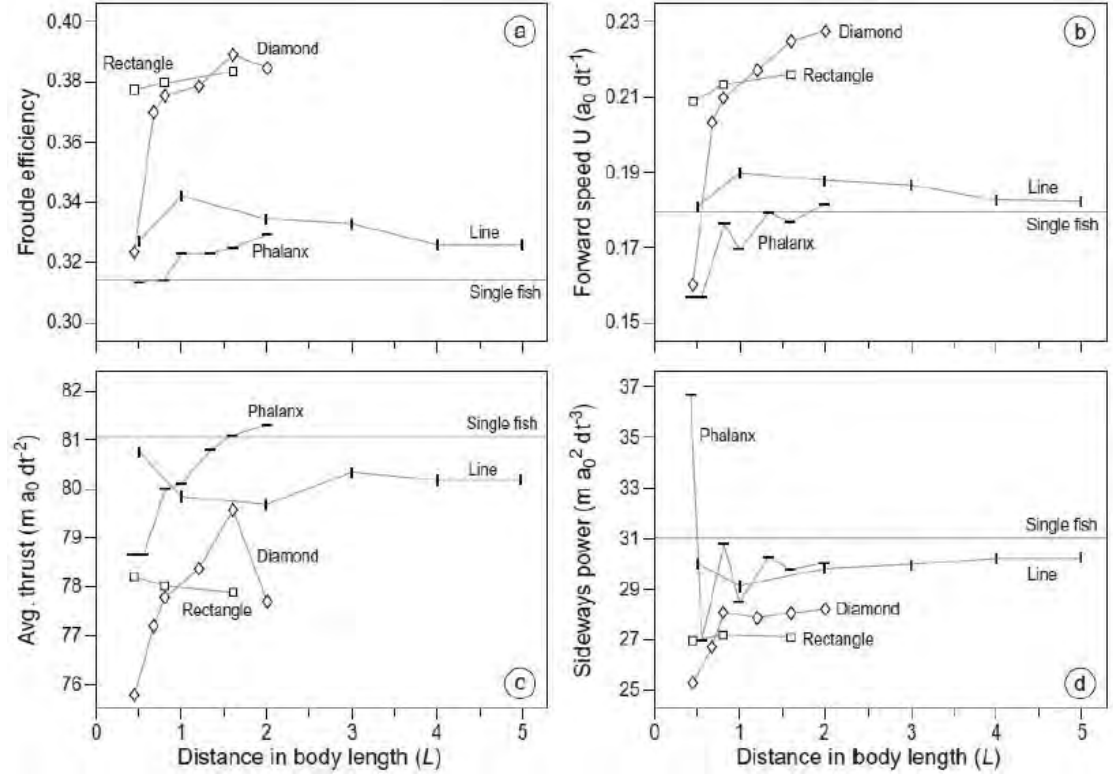 0.40
0.38
0.36
0.34
0.32
0.30
Froude efficiency
Rectangle
Diamond
a
Line
Phalanx
Single fish
0.23
0.21
0.19
0.17
0.15
Forward speed U (a0 dt-1)
Diamond
b
Rectangle
Line
Single fish
Phalanx
82
81
80
79
78
77
76
Avg. thrust (m a0 dt-2)
Phalanx
Single fish
Line
Diamond
Rectangle
c
0 1 2 3 4 5
Distance in body length (L)
37
35
33
31
29
27
25
Sideways power (m a0 2 dt-3)
Phalanx
Single fish
Line
Diamond
Rectangle
d
0 1 2 3 4 5
Distance in body length (L)